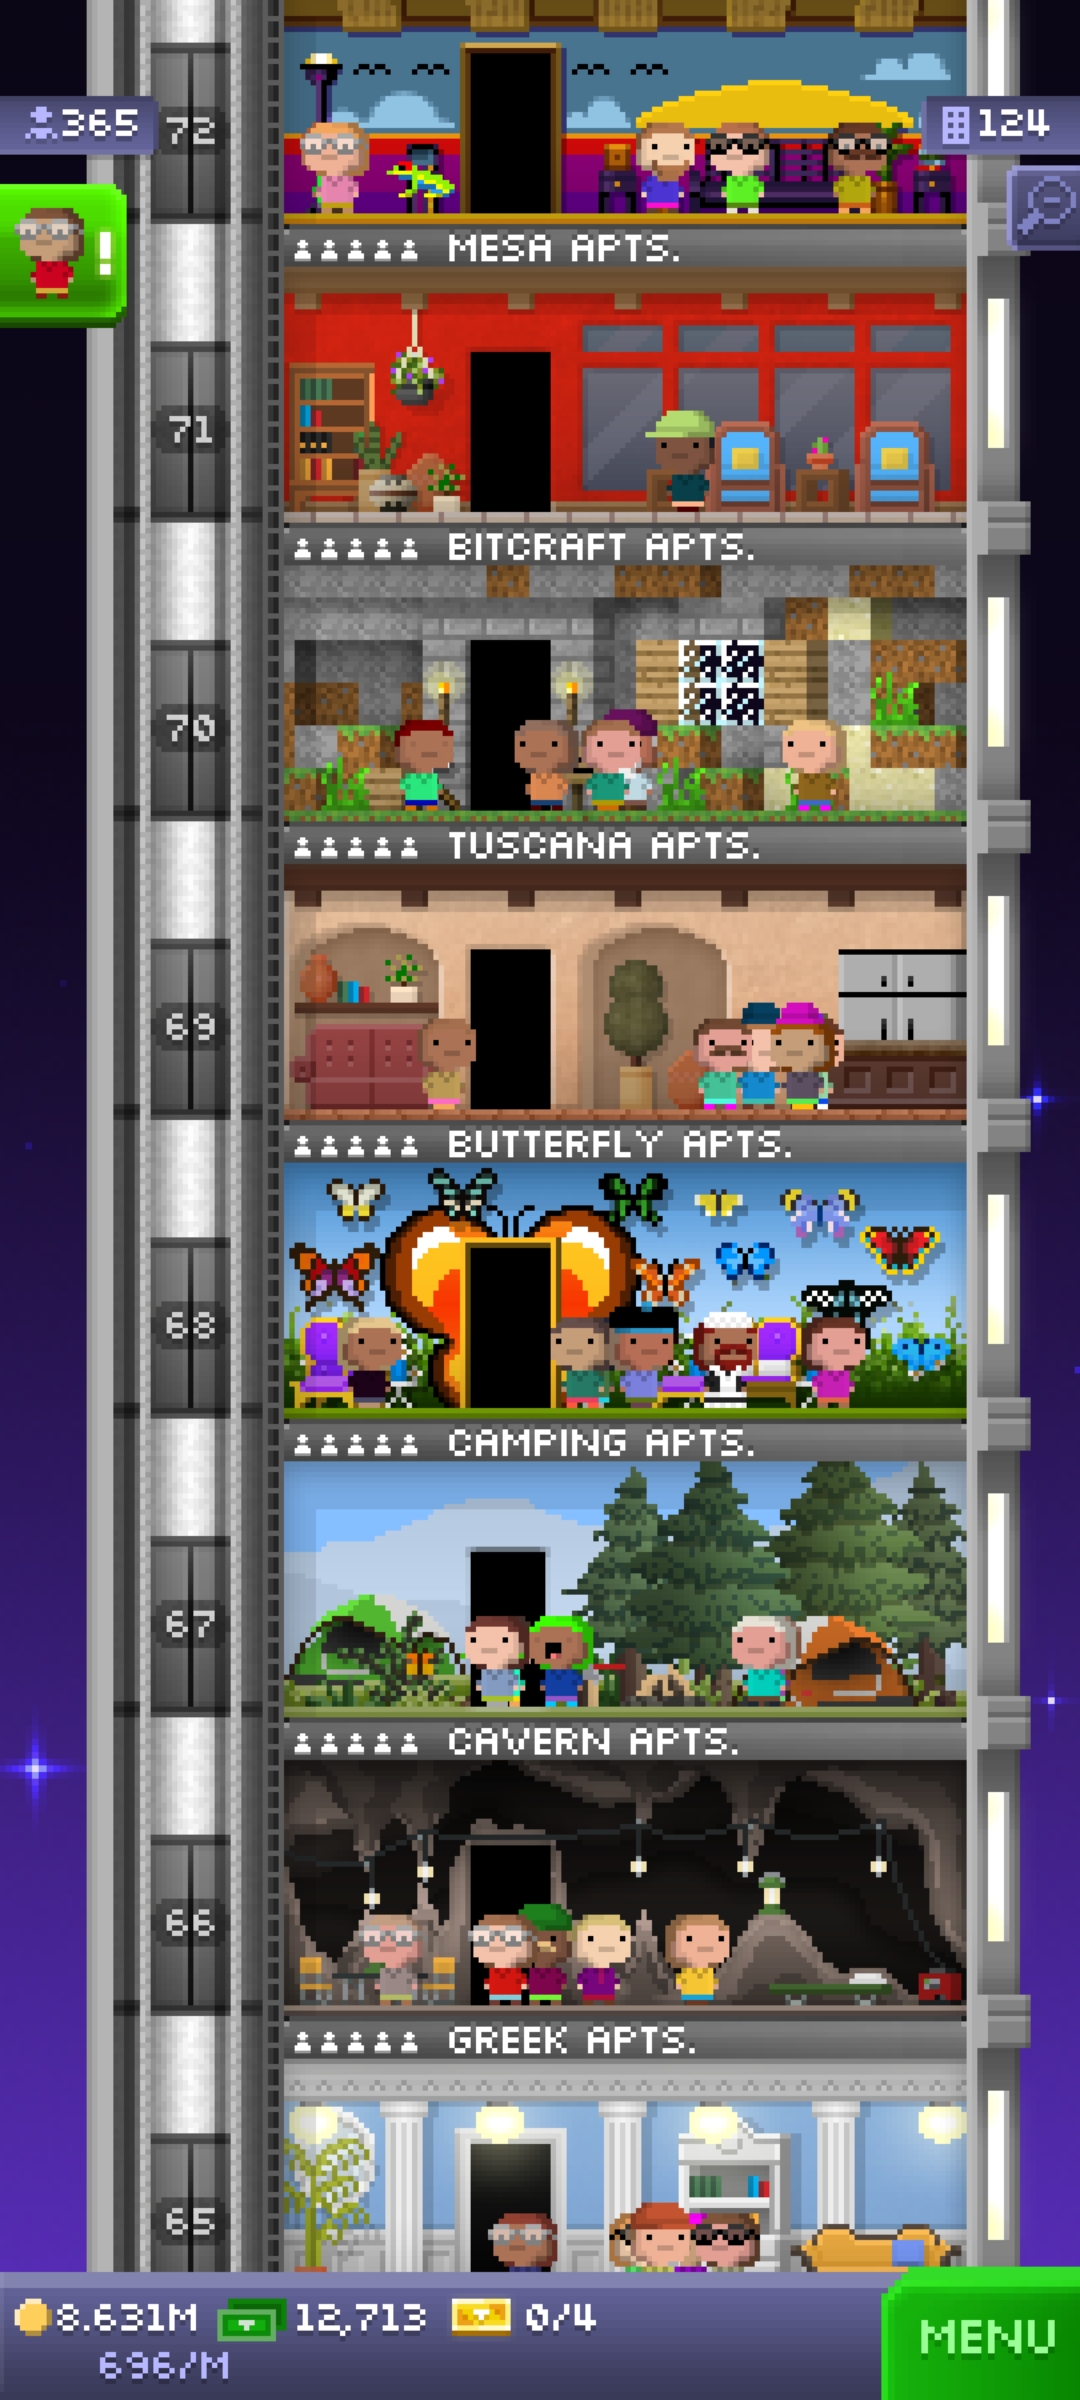 365
72
124
!
MESA APTS.
71
BITCRAFT APTS.
70
TUSCANA APTS.
69
BUTTERFLY APTS.
68
CAMPING APTS.
67
CAVERN APTS.
66
GREEK APTS.
65
8.631M 12,713 0/4
696/M
MENU